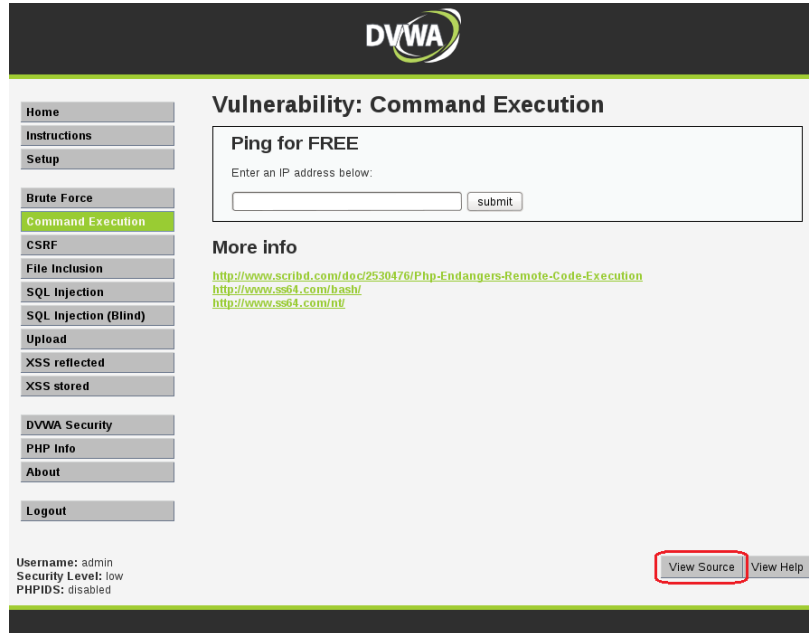 DVWA
Home
Instructions
Setup
Brute Force
Command Execution
CSRF
File Inclusion
SQL Injection
SQL Injection (Blind)
Upload
XSS reflected
XSS stored
DVWA Security
PHP Info
About
Logout
Vulnerability: Command Execution
Ping for FREE
Enter an IP address below:
submit
More info
http://www.scribd.com/doc/2530476/Php-Endangers-Remote-Code-Execution
http://www.ss64.com/bash/
http://www.ss64.com/nt/
Username: admin
Security Level: low
PHPIDS: disabled
View Source
View Help